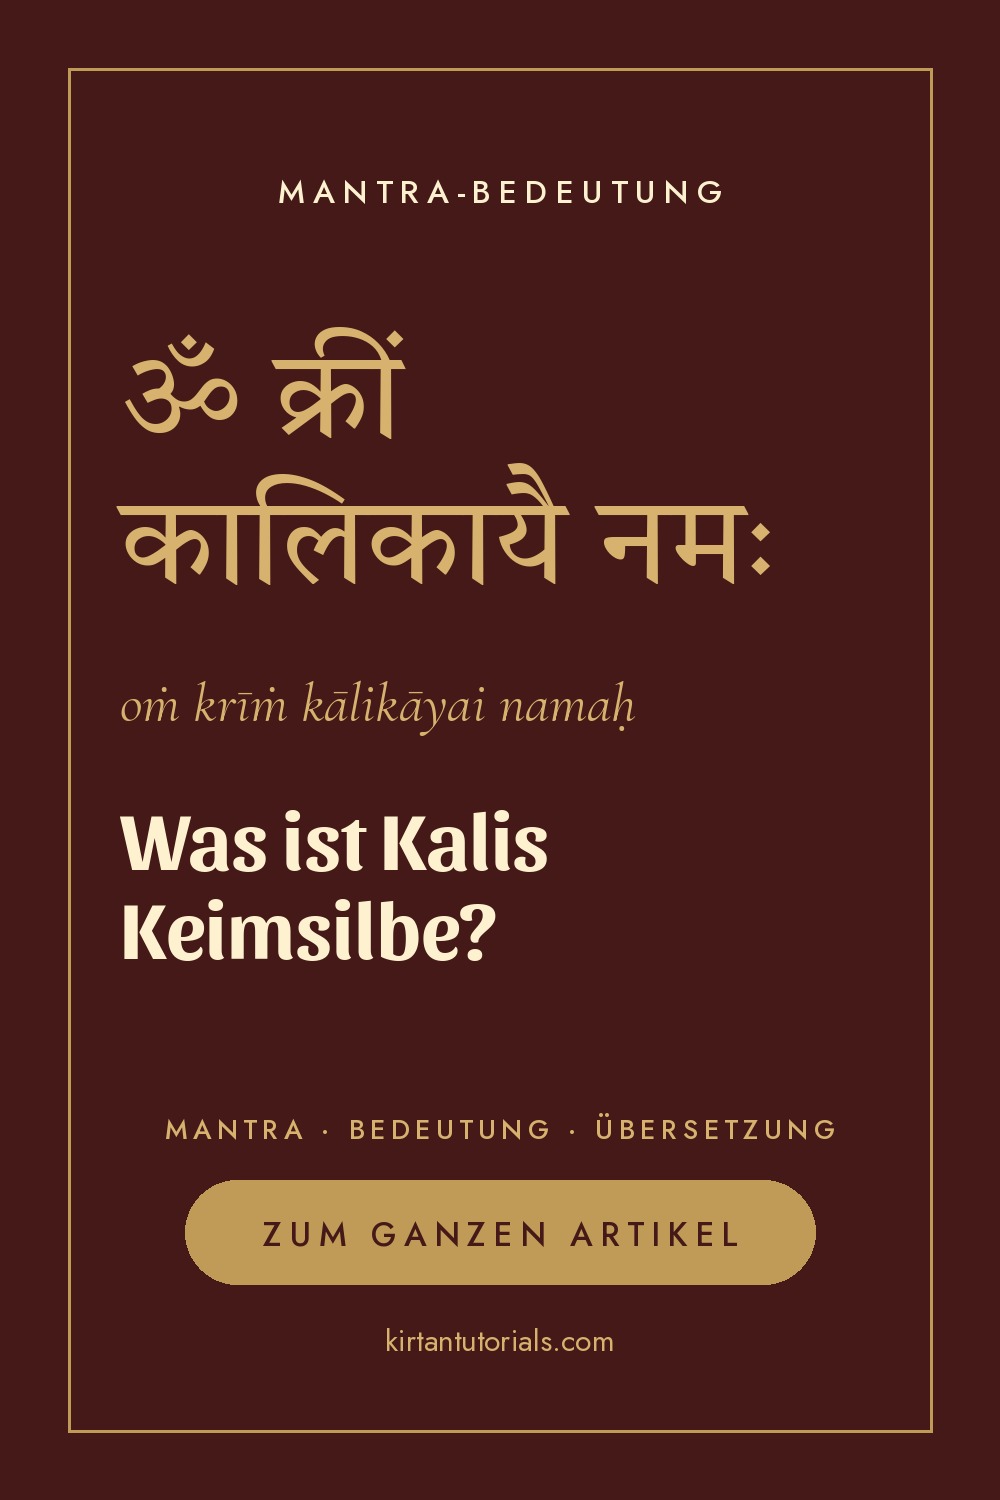 MANTRA-BEDEUTUNG
ॐ क्रीं
कालिकायै नमः
oṁ krīṁ kālikāyai namaḥ
Was ist Kalis
Keimsilbe?
MANTRA · BEDEUTUNG · ÜBERSETZUNG
ZUM GANZEN ARTIKEL
kirtantutorials.com